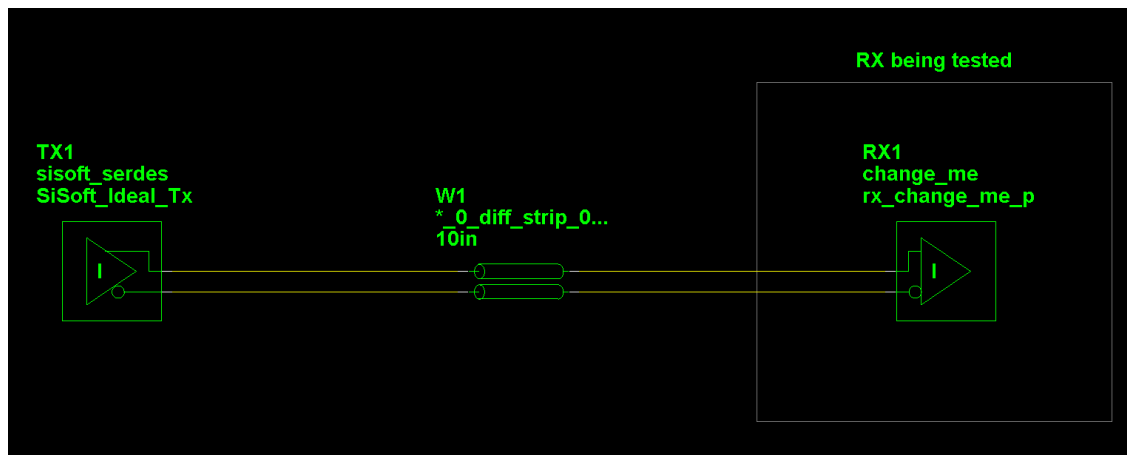 RX being tested
TX1
sisoft_serdes
SiSoft_Ideal_Tx
W1
*_0_diff_strip_0...
10in
RX1
change_me
rx_change_me_p
I
I